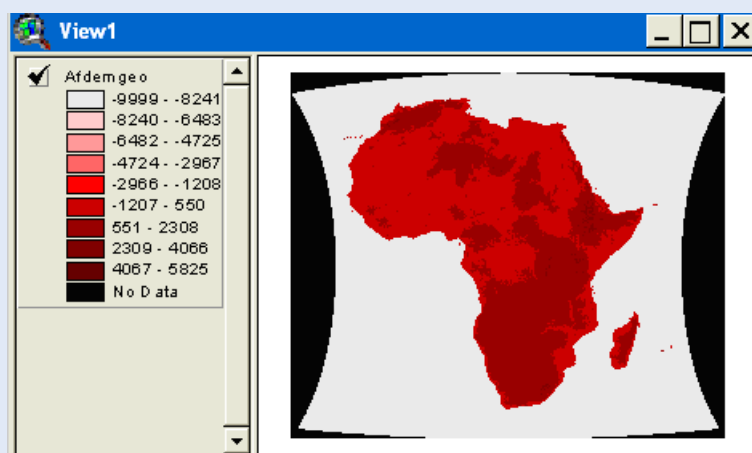 View1
Afdemgeo
-9999 - -8241
-8240 - -6483
-6482 - -4725
-4724 - -2967
-2966 - -1208
-1207 - 550
551 - 2308
2309 - 4066
4067 - 5825
No Data